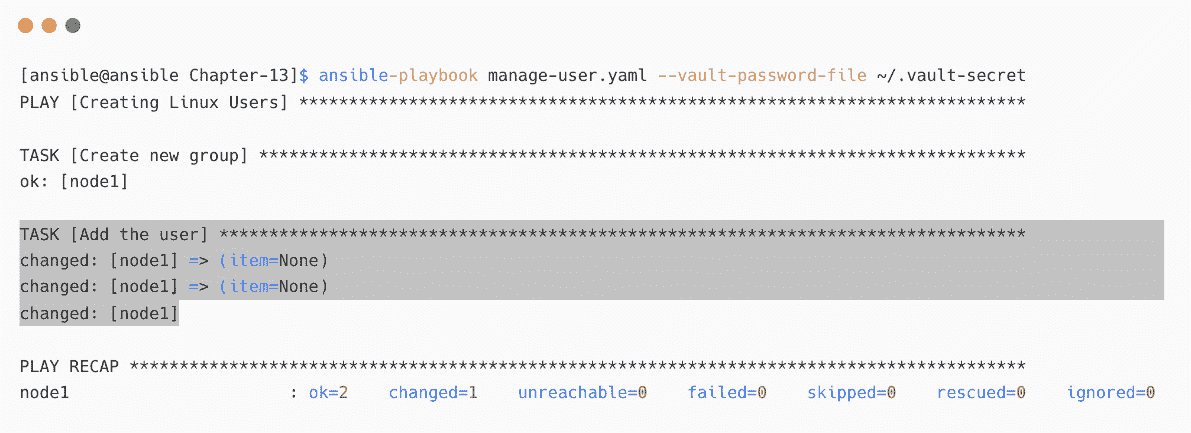 [ansible@ansible Chapter-13]$ ansible-playbook manage-user.yaml --vault-password-file ~/.vault-secret
PLAY [Creating Linux Users] *************************************************************************
TASK [Create new group] *****************************************************************************
ok: [node1]
TASK [Add the user] *********************************************************************************
changed: [node1] => (item=None)
changed: [node1] => (item=None)
changed: [node1]
PLAY RECAP ******************************************************************************************
node1                      : ok=2    changed=1    unreachable=0    failed=0    skipped=0    rescued=0    ignored=0